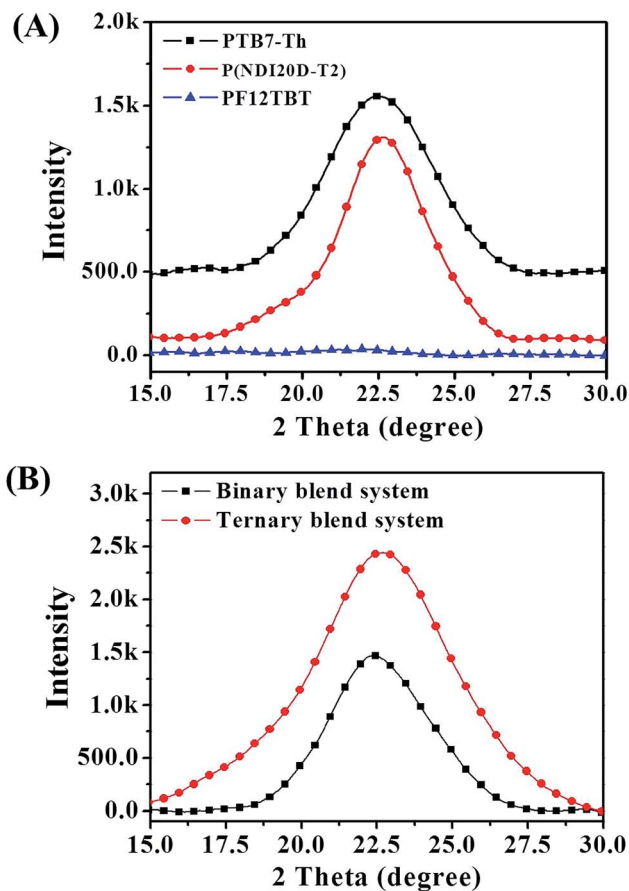 (A)
2.0k
1.5k
1.0k
500.0
0.0
Intensity
PTB7-Th
P(NDI20D-T2)
PF12TBT
15.0 17.5 20.0 22.5 25.0 27.5 30.0
2 Theta (degree)
(B)
3.0k
2.5k
2.0k
1.5k
1.0k
500.0
0.0
Intensity
Binary blend system
Ternary blend system
15.0 17.5 20.0 22.5 25.0 27.5 30.0
2 Theta (degree)